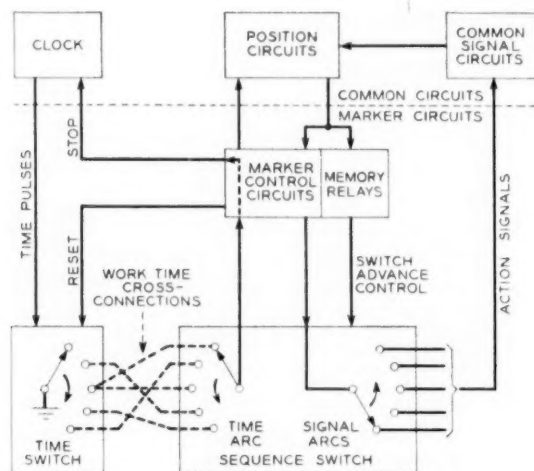 CLOCK
POSITION
CIRCUITS
COMMON
SIGNAL
CIRCUITS
COMMON CIRCUITS
MARKER CIRCUITS
STOP
TIME PULSES
MARKER
CONTROL
CIRCUITS
MEMORY
RELAYS
RESET
WORK TIME
CROSS-
CONNECTIONS
SWITCH
ADVANCE
CONTROL
ACTION SIGNALS
TIME
SWITCH
TIME
ARC
SIGNAL
ARCS
SEQUENCE SWITCH